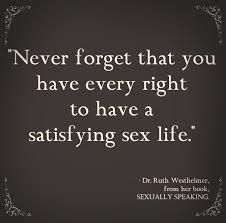 "Never forget that you
have every right
to have a
satisfying sex life."
- Dr. Ruth Westheimer,
from her book,
SEXUALLY SPEAKING.